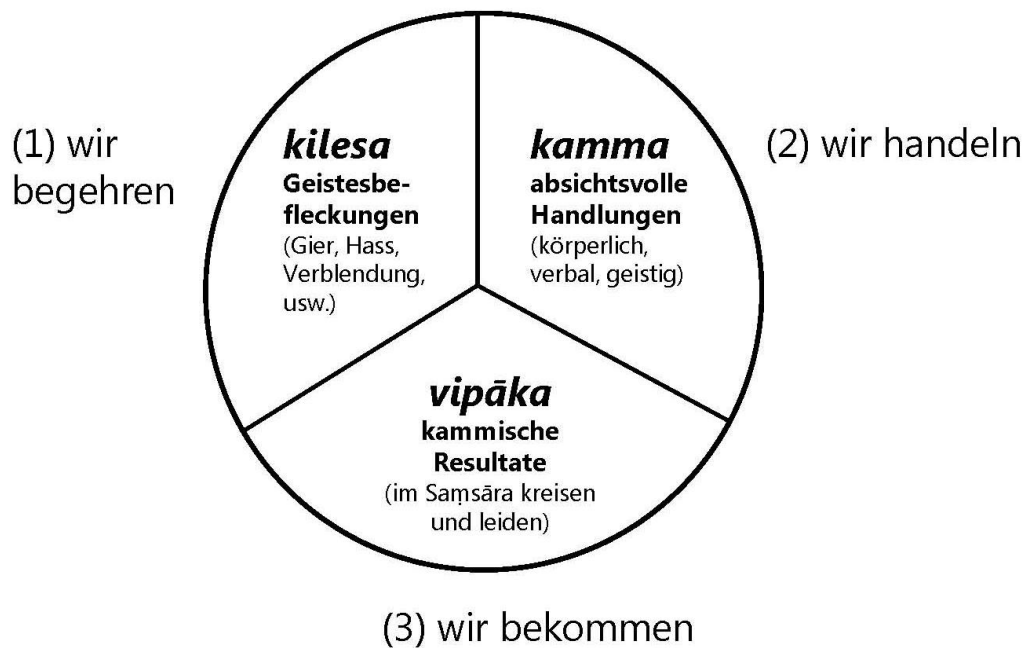 (1) wir
begehren
kilesa
Geistesbe-
fleckungen
(Gier, Hass,
Verblendung,
usw.)
kamma
absichtsvolle
Handlungen
(körperlich,
verbal, geistig)
(2) wir handeln
vipāka
kammische
Resultate
(im Saṃsāra kreisen
und leiden)
(3) wir bekommen